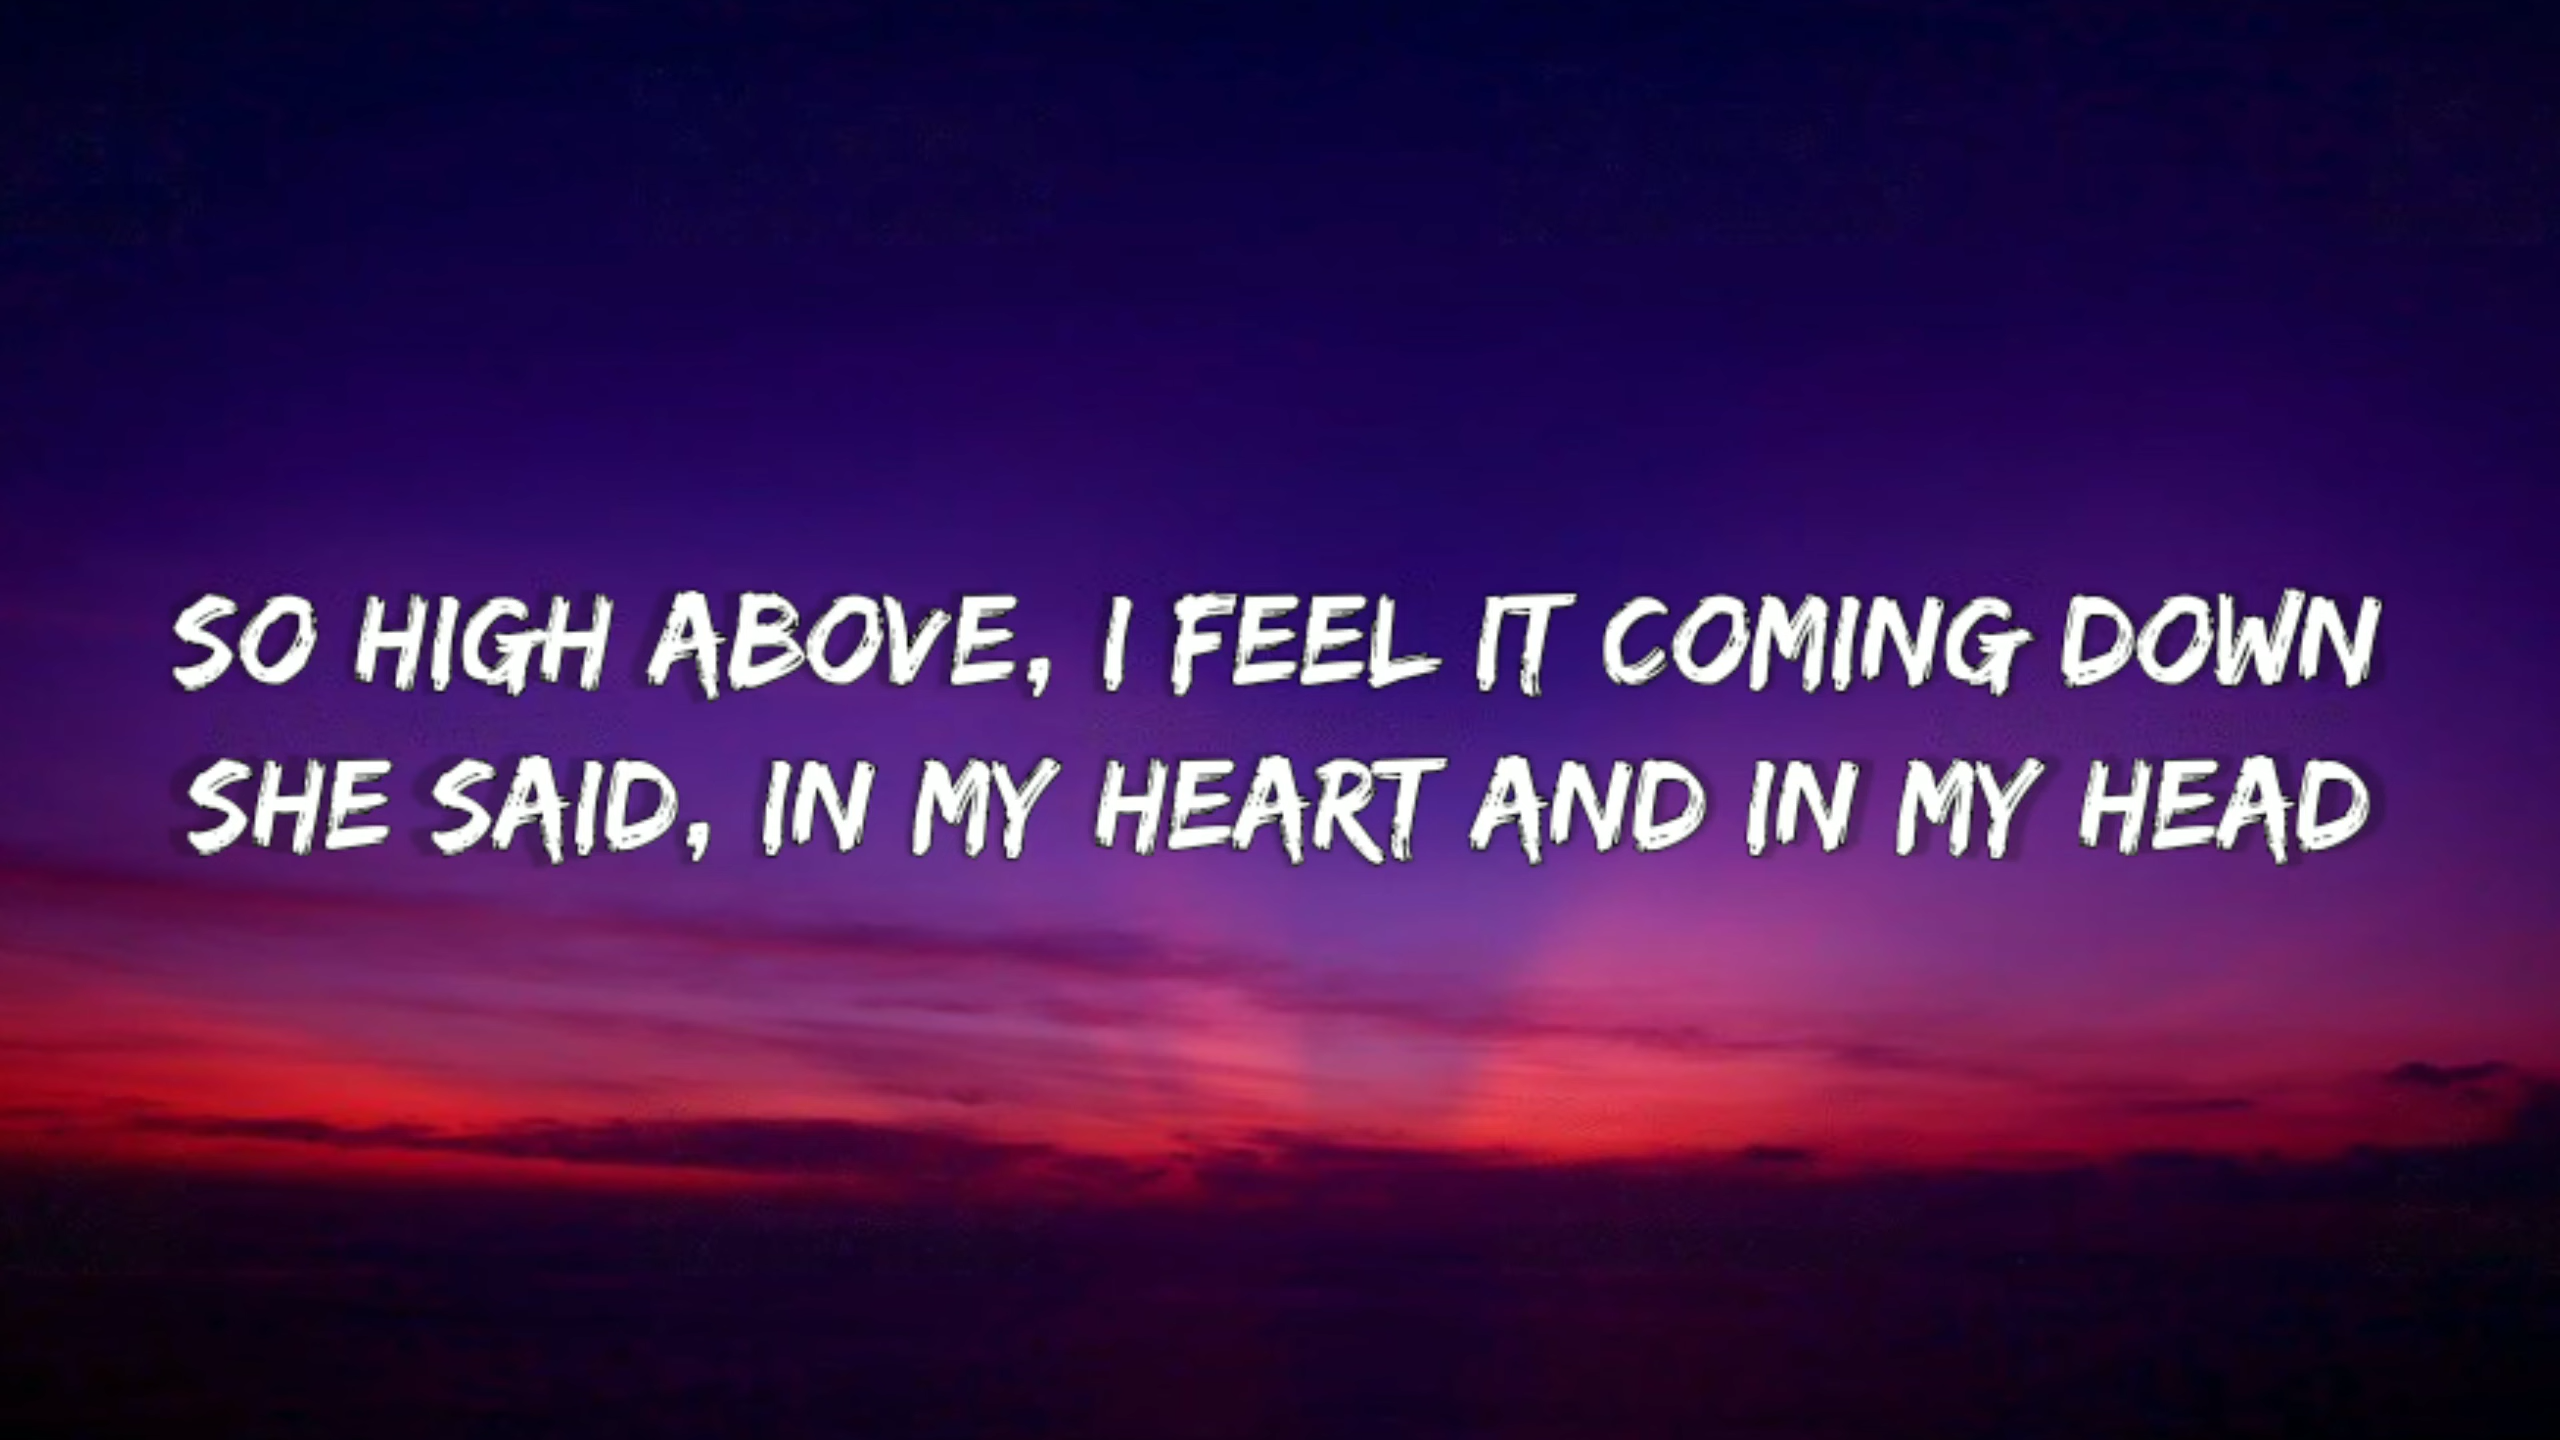 SO HIGH ABOVE, I FEEL IT COMING DOWN
SHE SAID, IN MY HEART AND IN MY HEAD